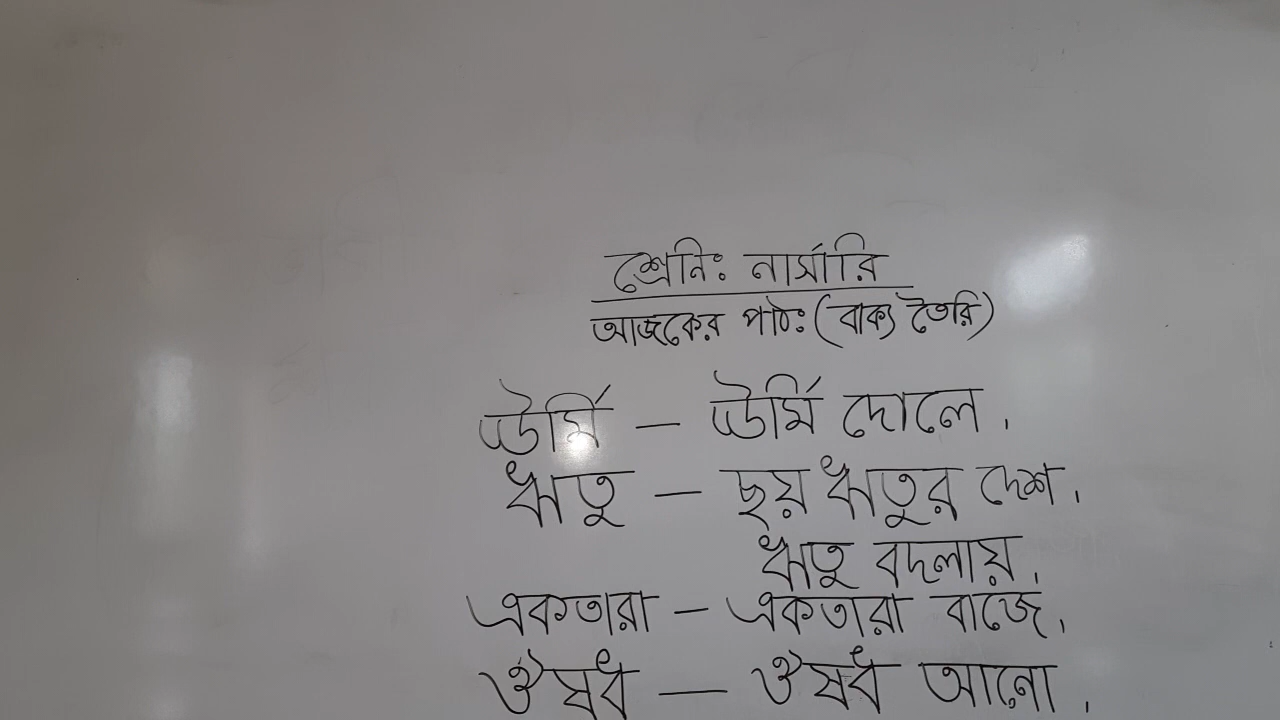 শ্রেনিঃ নার্সারি
আজকের পাঠঃ (বাক্য তৈরি)
ঊর্মি – ঊর্মি দোলে।
ঋতু – ছয় ঋতুর দেশ।
ঋতু বদলায়।
একতারা – একতারা বাজে।
ঔষধ – ঔষধ আনো।